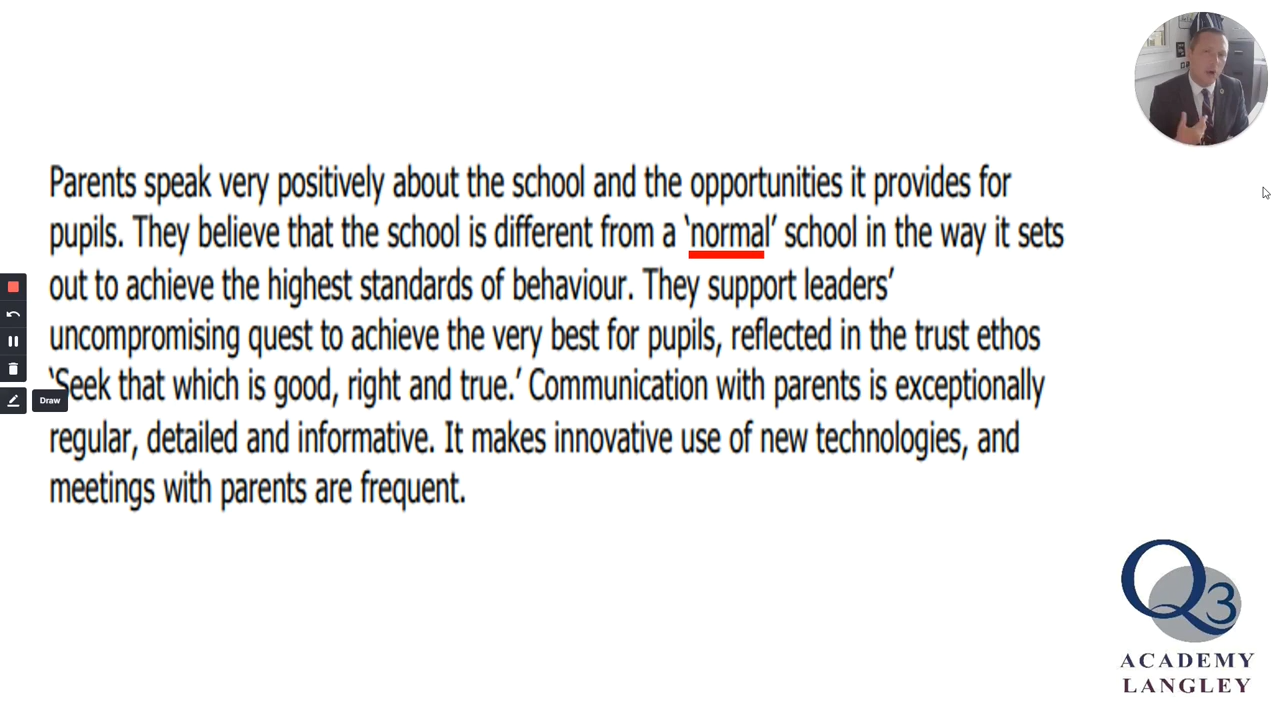 Parents speak very positively about the school and the opportunities it provides for
pupils. They believe that the school is different from a ‘normal’ school in the way it sets
out to achieve the highest standards of behaviour. They support leaders’
uncompromising quest to achieve the very best for pupils, reflected in the trust ethos
‘Seek that which is good, right and true.’ Communication with parents is exceptionally
Draw
regular, detailed and informative. It makes innovative use of new technologies, and
meetings with parents are frequent.
Q3
ACADEMY
LANGLEY